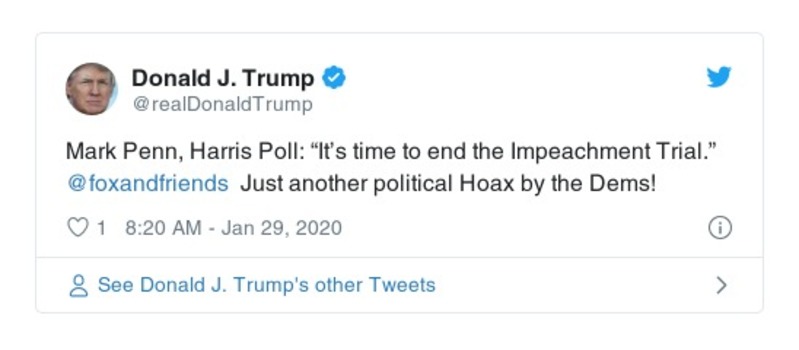 Donald J. Trump
@realDonaldTrump
Mark Penn, Harris Poll: “It’s time to end the Impeachment Trial.”
@foxandfriends Just another political Hoax by the Dems!
1 8:20 AM - Jan 29, 2020
See Donald J. Trump's other Tweets